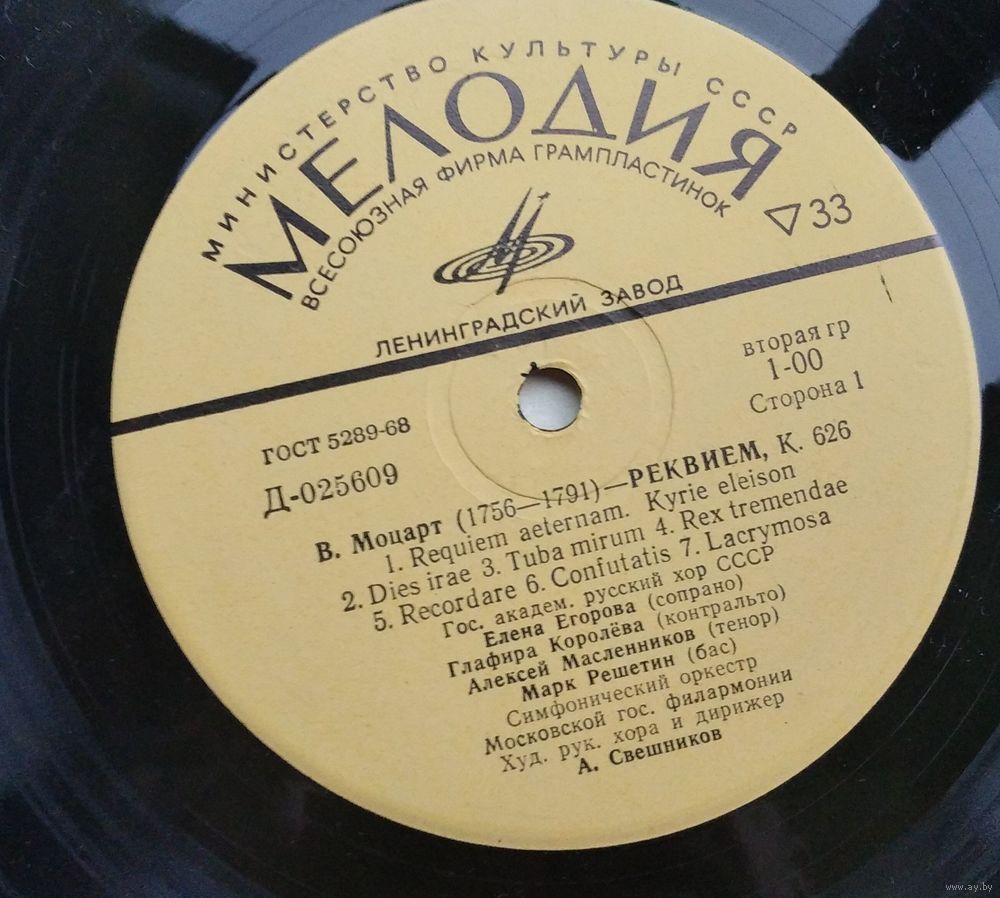 МИНИСТЕРСТВО КУЛЬТУРЫ СССР
МЕЛОДИЯ
ВСЕСОЮЗНАЯ ФИРМА ГРАМПЛАСТИНОК
33
ЛЕНИНГРАДСКИЙ ЗАВОД
вторая гр
1-00
ГОСТ 5289-68
Сторона 1
Д-025609
В. Моцарт (1756—1791)—РЕКВИЕМ, К. 626
1. Requiem aeternam. Kyrie eleison
2. Dies irae 3. Tuba mirum 4. Rex tremendae
5. Recordare 6. Confutatis 7. Lacrymosa
Гос. академ. русский хор СССР
Елена Егорова (сопрано)
Глафира Королёва (контральто)
Алексей Масленников (тенор)
Марк Решетин (бас)
Симфонический оркестр
Московской гос. филармонии
Худ. рук. хора и дирижер
А. Свешников
www.ay.by